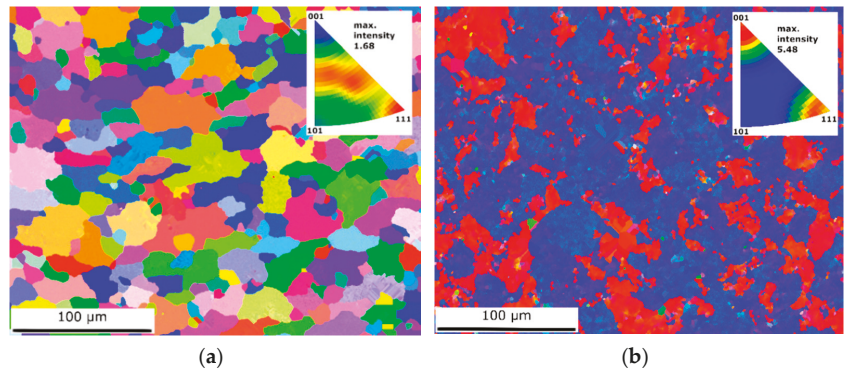 001
max.
intensity
1.68
101
111
100 μm
(a)
001
max.
intensity
5.48
101
111
100 μm
(b)